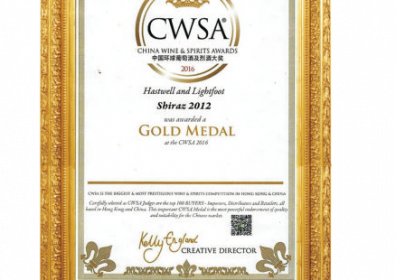 CWSA®
CHINA WINE & SPIRITS AWARDS
中国环球葡萄酒及烈酒大奖
2016
Hastwell and Lightfoot
Shiraz 2012
was awarded a
GOLD MEDAL
at the CWSA 2016
CWSA IS THE BIGGEST & MOST PRESTIGIOUS WINE & SPIRITS COMPETITION IN HONG KONG & CHINA
Carefully selected as CWSA Judges are the top 100 BUYERS - Importers, Distributors and Retailers, all
based in Hong Kong and China. This important CWSA Medal is the most powerful endorsement of quality
and suitability for the Chinese market.
Kelly England
CREATIVE DIRECTOR